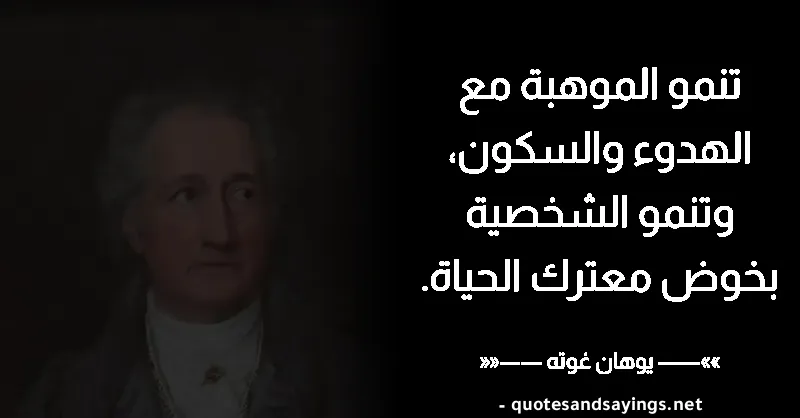 تنمو الموهبة مع
الهدوء والسكون،
وتنمو الشخصية
بخوض معترك الحياة.
««—— يوهان غوته ——»»
- quotesandsayings.net